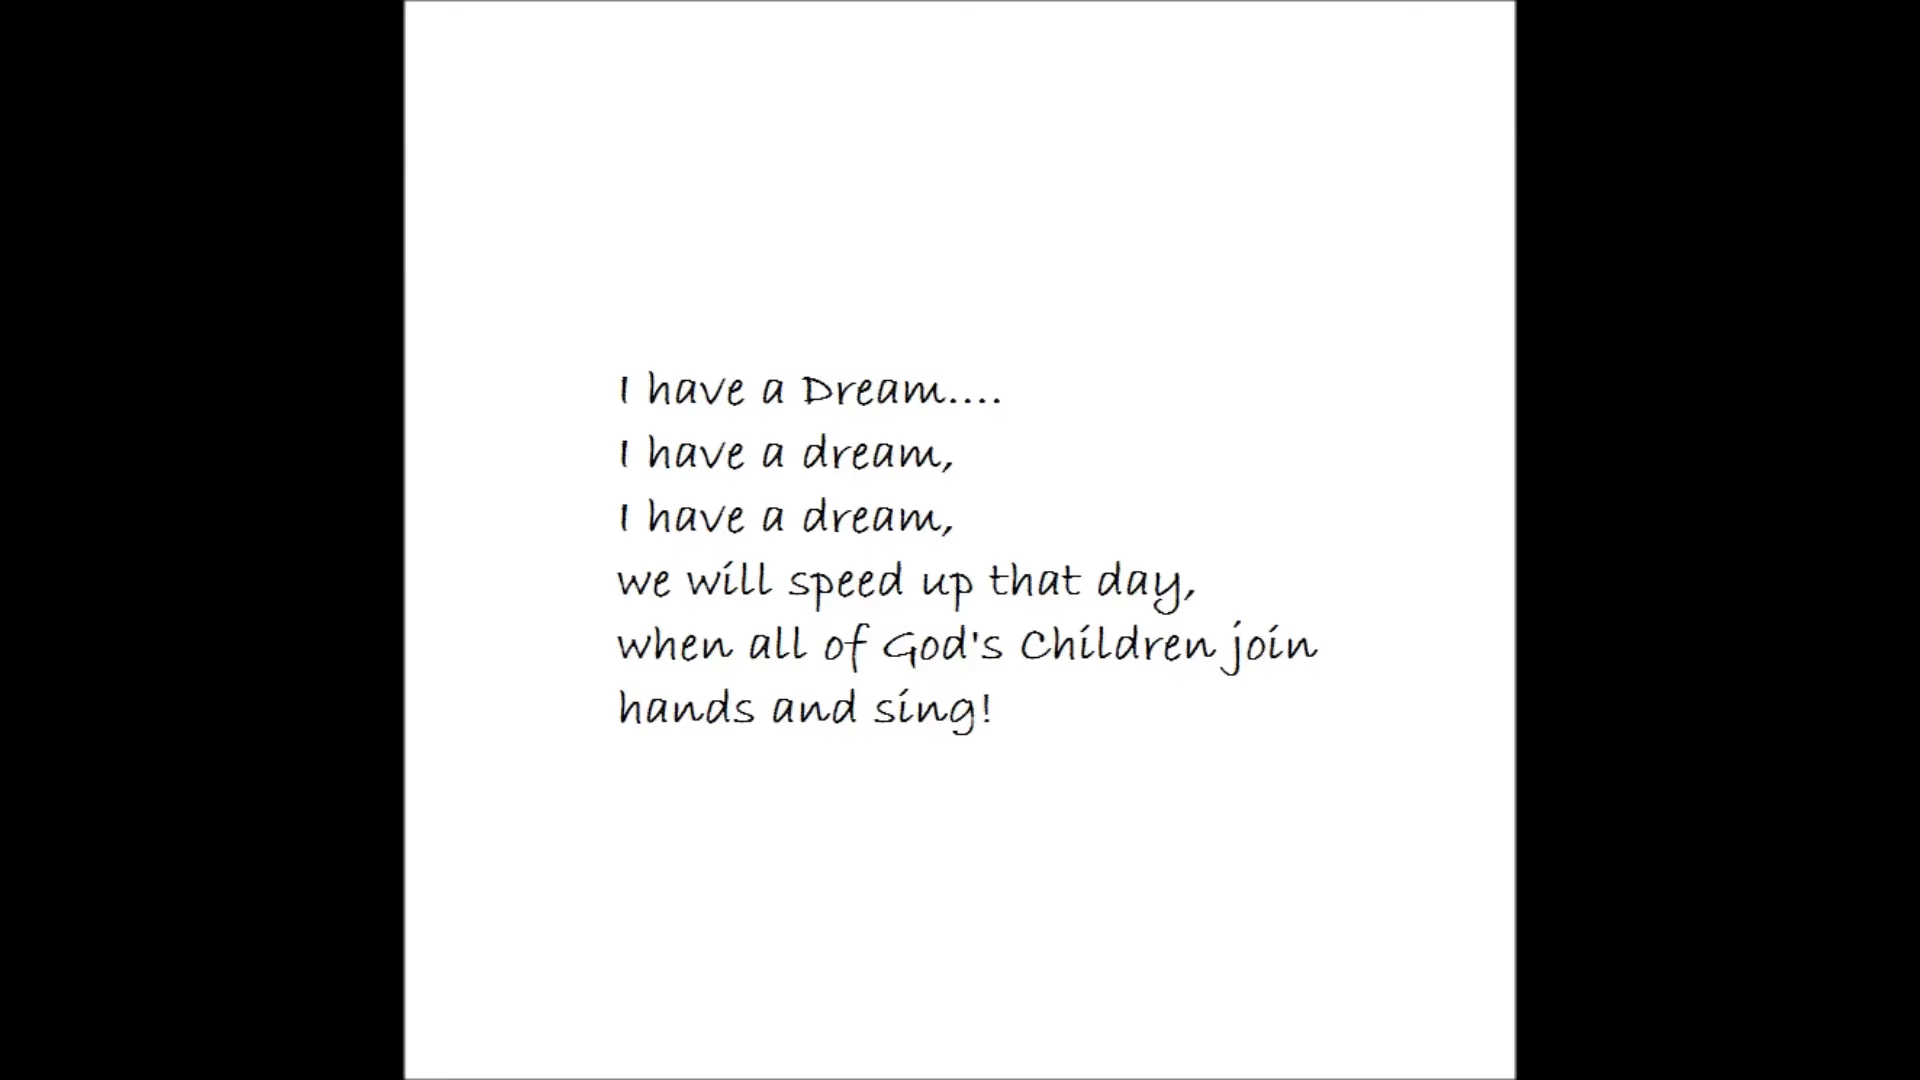 I have a Dream....
I have a dream,
I have a dream,
we will speed up that day,
when all of God's Children join
hands and sing!